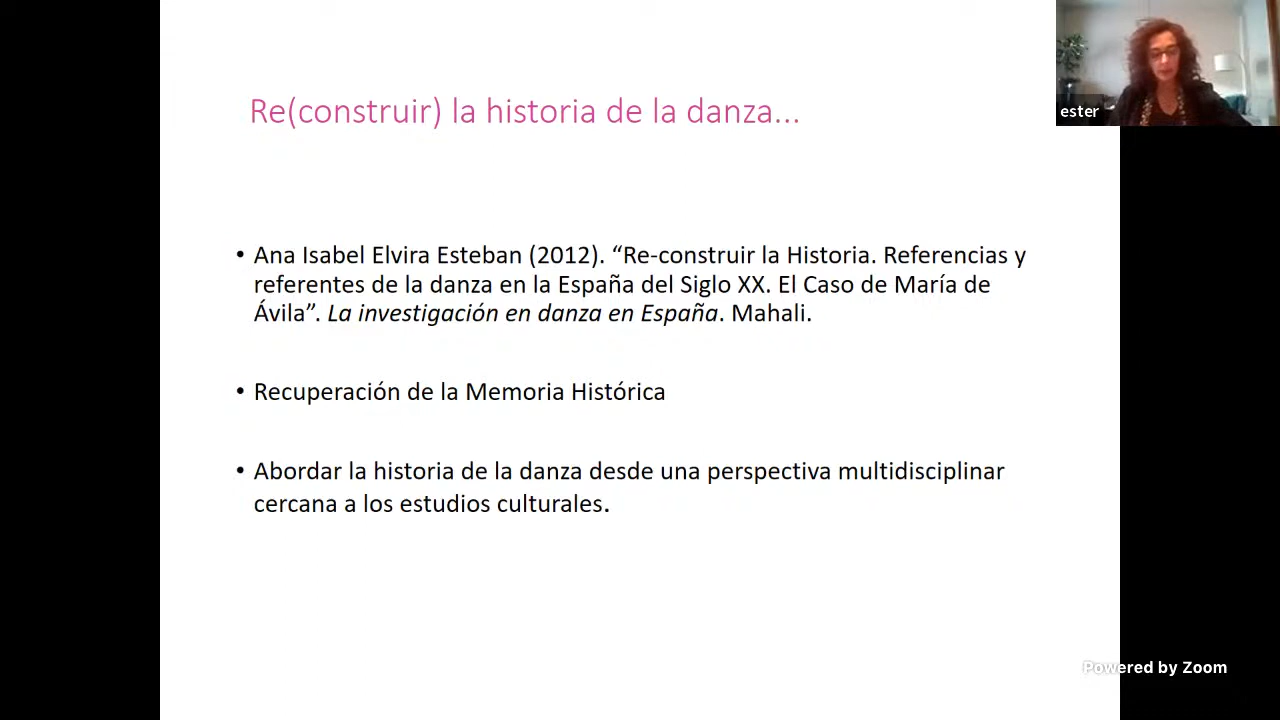 Re(construir) la historia de la danza...
ester
• Ana Isabel Elvira Esteban (2012). “Re-construir la Historia. Referencias y
referentes de la danza en la España del Siglo XX. El Caso de María de
Ávila”. La investigación en danza en España. Mahali.
• Recuperación de la Memoria Histórica
• Abordar la historia de la danza desde una perspectiva multidisciplinar
cercana a los estudios culturales.
Powered by Zoom